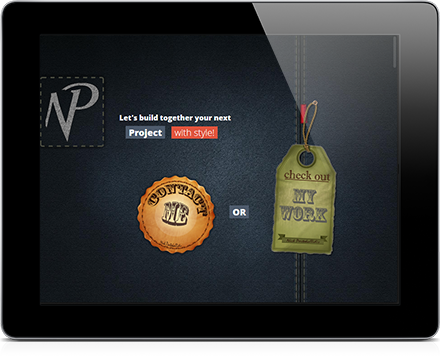 NP
Let's build together your next
Project with style!
CONTACT
ME
OR
check out
MY
WORK